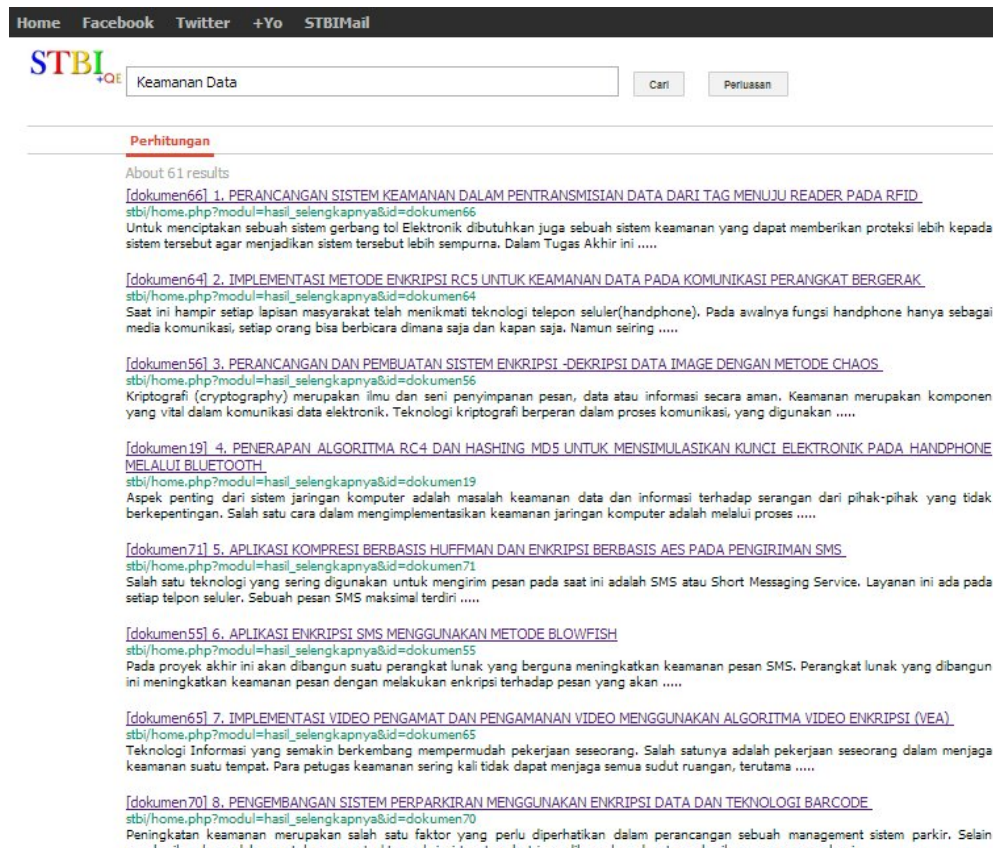 Home Facebook Twitter +Yo STBIMail
STBI +QE
Keamanan Data
Cari Perluasan
Perhitungan
About 61 results
[dokumen66] 1. PERANCANGAN SISTEM KEAMANAN DALAM PENTRANSMISIAN DATA DARI TAG MENUJU READER PADA RFID
stbi/home.php?modul=hasil_selengkapnya&id=dokumen66
Untuk menciptakan sebuah sistem gerbang tol Elektronik dibutuhkan juga sebuah sistem keamanan yang dapat memberikan proteksi lebih kepada
sistem tersebut agar menjadikan sistem tersebut lebih sempurna. Dalam Tugas Akhir ini .....
[dokumen64] 2. IMPLEMENTASI METODE ENKRIPSI RC5 UNTUK KEAMANAN DATA PADA KOMUNIKASI PERANGKAT BERGERAK
stbi/home.php?modul=hasil_selengkapnya&id=dokumen64
Saat ini hampir setiap lapisan masyarakat telah menikmati teknologi telepon seluler(handphone). Pada awalnya fungsi handphone hanya sebagai
media komunikasi, setiap orang bisa berbicara dimana saja dan kapan saja. Namun seiring .....
[dokumen56] 3. PERANCANGAN DAN PEMBUATAN SISTEM ENKRIPSI -DEKRIPSI DATA IMAGE DENGAN METODE CHAOS
stbi/home.php?modul=hasil_selengkapnya&id=dokumen56
Kriptografi (cryptography) merupakan ilmu dan seni penyimpanan pesan, data atau informasi secara aman. Keamanan merupakan komponen
yang vital dalam komunikasi data elektronik. Teknologi kriptografi berperan dalam proses komunikasi, yang digunakan .....
[dokumen19] 4. PENERAPAN ALGORITMA RC4 DAN HASHING MD5 UNTUK MENSIMULASIKAN KUNCI ELEKTRONIK PADA HANDPHONE
MELALUI BLUETOOTH
stbi/home.php?modul=hasil_selengkapnya&id=dokumen19
Aspek penting dari sistem jaringan komputer adalah masalah keamanan data dan informasi terhadap serangan dari pihak-pihak yang tidak
berkepentingan. Salah satu cara dalam mengimplementasikan keamanan jaringan komputer adalah melalui proses .....
[dokumen71] 5. APLIKASI KOMPRESI BERBASIS HUFFMAN DAN ENKRIPSI BERBASIS AES PADA PENGIRIMAN SMS
stbi/home.php?modul=hasil_selengkapnya&id=dokumen71
Salah satu teknologi yang sering digunakan untuk mengirim pesan pada saat ini adalah SMS atau Short Messaging Service. Layanan ini ada pada
setiap telpon seluler. Sebuah pesan SMS maksimal terdiri .....
[dokumen55] 6. APLIKASI ENKRIPSI SMS MENGGUNAKAN METODE BLOWFISH
stbi/home.php?modul=hasil_selengkapnya&id=dokumen55
Pada proyek akhir ini akan dibangun suatu perangkat lunak yang berguna meningkatkan keamanan pesan SMS. Perangkat lunak yang dibangun
ini meningkatkan keamanan pesan dengan melakukan enkripsi terhadap pesan yang akan .....
[dokumen65] 7. IMPLEMENTASI VIDEO PENGAMAT DAN PENGAMANAN VIDEO MENGGUNAKAN ALGORITMA VIDEO ENKRIPSI (VEA)
stbi/home.php?modul=hasil_selengkapnya&id=dokumen65
Teknologi Informasi yang semakin berkembang mempermudah pekerjaan seseorang. Salah satunya adalah pekerjaan seseorang dalam menjaga
keamanan suatu tempat. Para petugas keamanan sering kali tidak dapat menjaga semua sudut ruangan, terutama .....
[dokumen70] 8. PENGEMBANGAN SISTEM PERPARKIRAN MENGGUNAKAN ENKRIPSI DATA DAN TEKNOLOGI BARCODE
stbi/home.php?modul=hasil_selengkapnya&id=dokumen70
Peningkatan keamanan merupakan salah satu faktor yang perlu diperhatikan dalam perancangan sebuah management sistem parkir. Selain